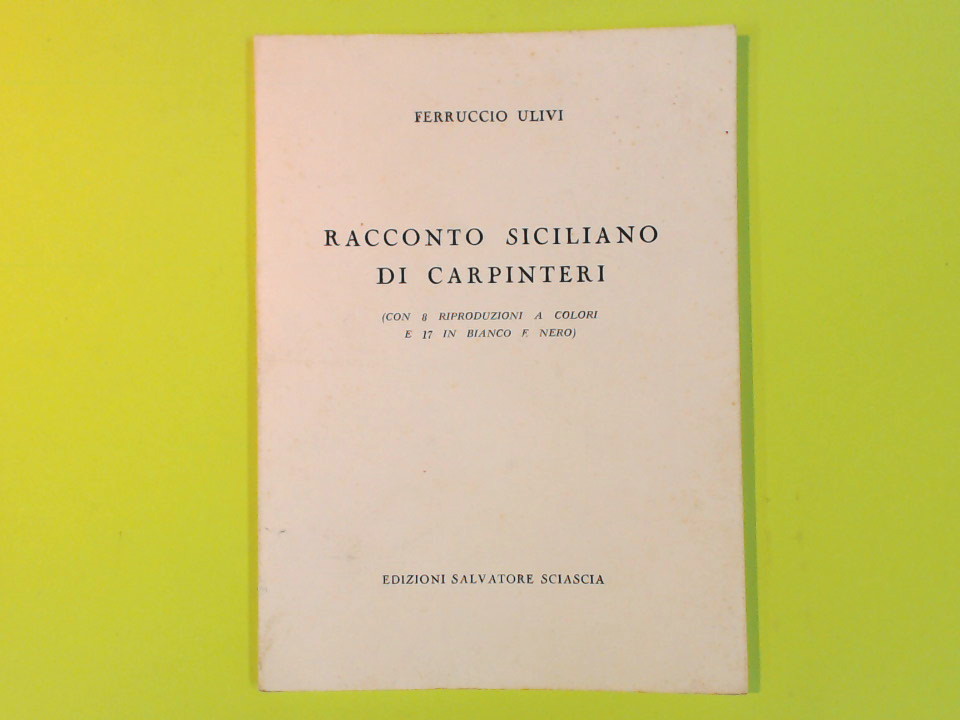 FERRUCCIO ULIVI
RACCONTO SICILIANO
DI CARPINTERI
(CON 8 RIPRODUZIONI A COLORI
E 17 IN BIANCO E NERO)
EDIZIONI SALVATORE SCIASCIA